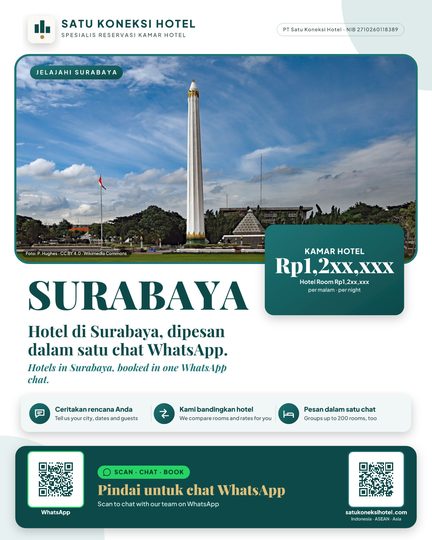 SATU KONEKSI HOTEL
SPESIALIS RESERVASI KAMAR HOTEL
PT Satu Koneksi Hotel · NIB 2710260118389
JELAJAHI SURABAYA
Foto: P. Hughes · CC BY 4.0 · Wikimedia Commons
KAMAR HOTEL
Rp1,2xx,xxx
Hotel Room Rp1,2xx,xxx
per malam · per night
SURABAYA
Hotel di Surabaya, dipesan
dalam satu chat WhatsApp.
Hotels in Surabaya, booked in one WhatsApp
chat.
Ceritakan rencana Anda
Tell us your city, dates and guests
Kami bandingkan hotel
We compare rooms and rates for you
Pesan dalam satu chat
Groups up to 200 rooms, too
SCAN · CHAT · BOOK
Pindai untuk chat WhatsApp
Scan to chat with our team on WhatsApp
WhatsApp
satukoneksihotel.com
Indonesia · ASEAN · Asia